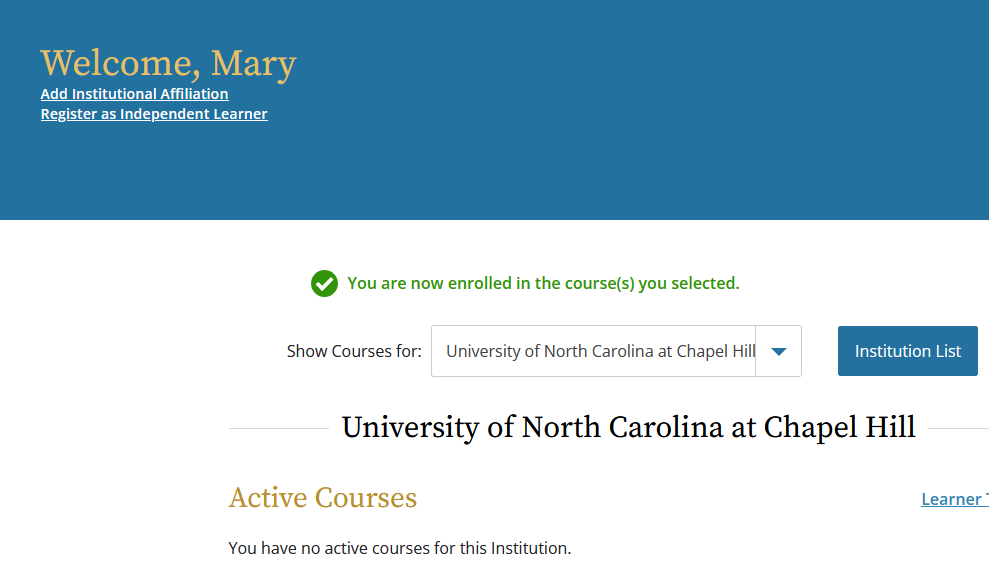 Welcome, Mary
Add Institutional Affiliation
Register as Independent Learner
You are now enrolled in the course(s) you selected.
Show Courses for: University of North Carolina at Chapel Hill Institution List
University of North Carolina at Chapel Hill
Active Courses Learner
You have no active courses for this Institution.